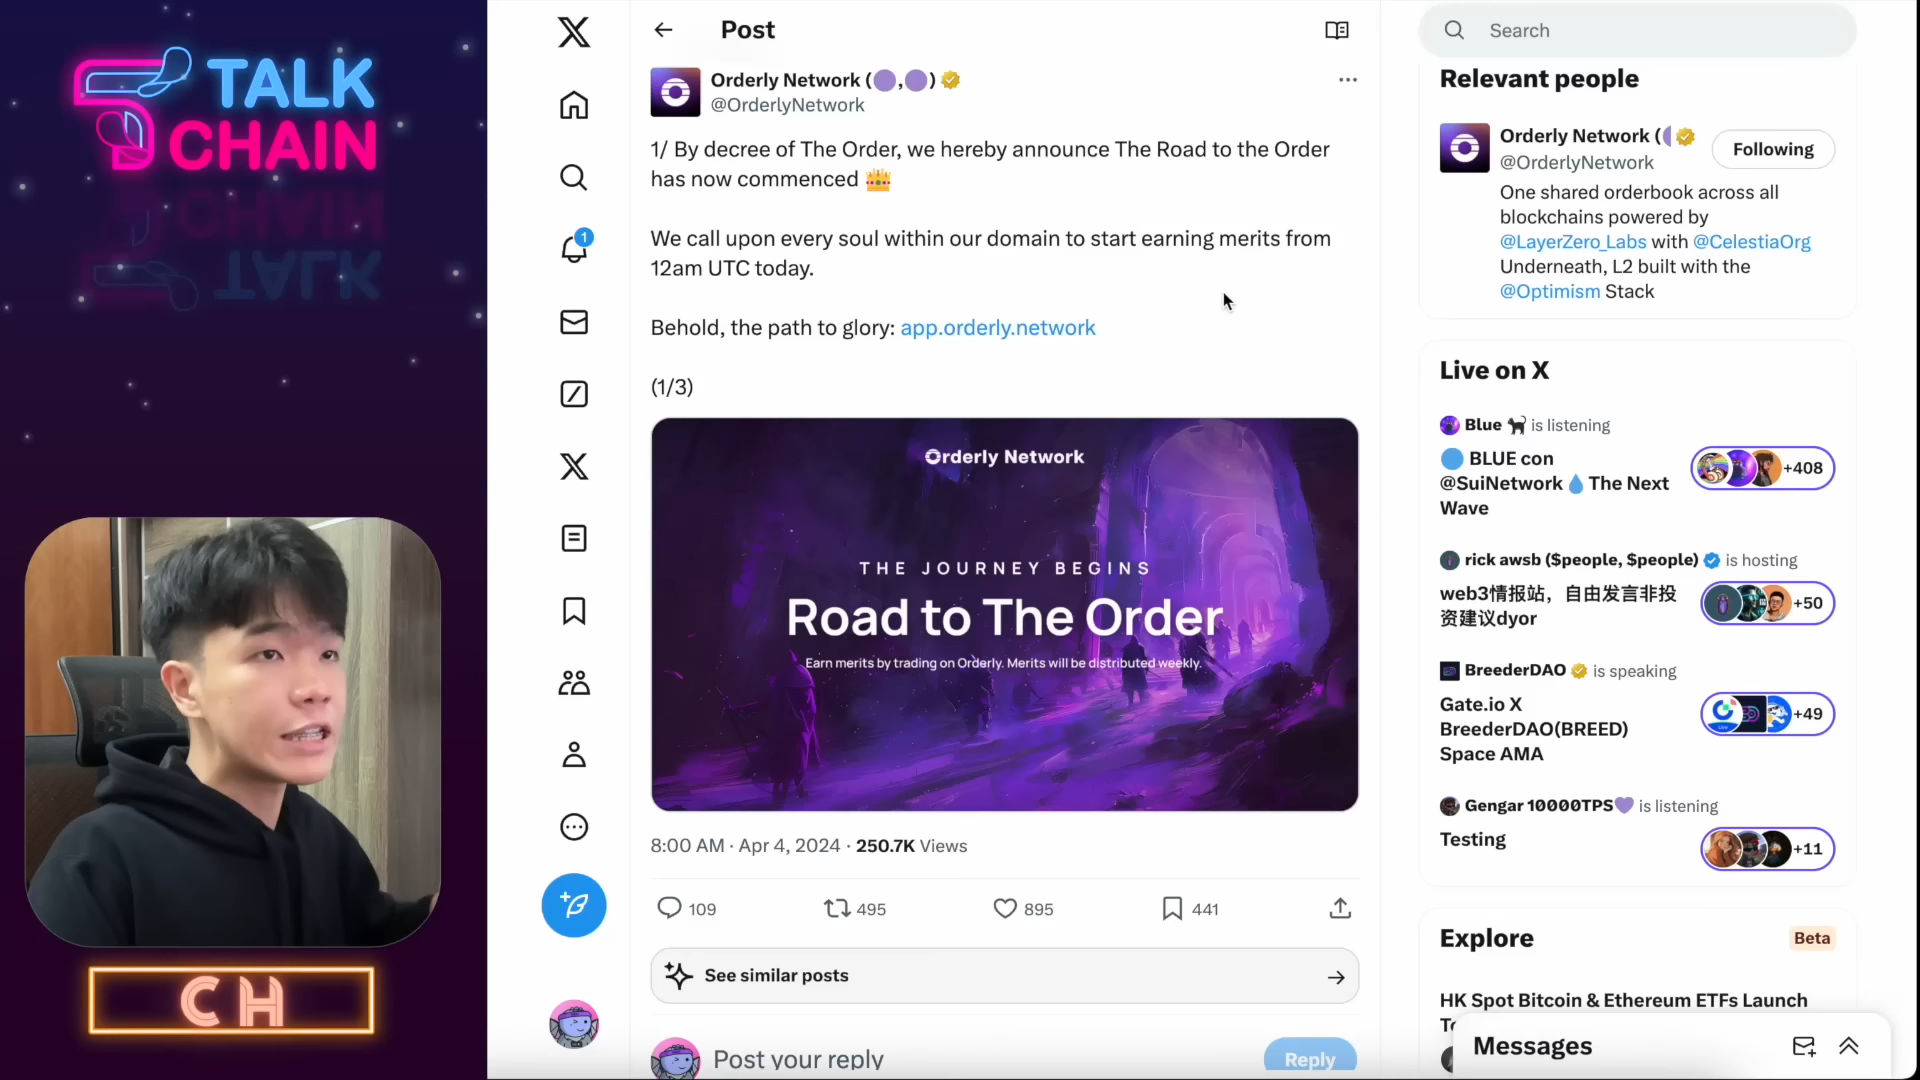 TALK
CHAIN
CH
Post
Orderly Network (🟣,🟣)
@OrderlyNetwork
1/ By decree of The Order, we hereby announce The Road to the Order
has now commenced 👑
We call upon every soul within our domain to start earning merits from
12am UTC today.
Behold, the path to glory: app.orderly.network
(1/3)
Orderly Network
THE JOURNEY BEGINS
Road to The Order
Earn merits by trading on Orderly. Merits will be distributed weekly.
8:00 AM · Apr 4, 2024 · 250.7K Views
109 495 895 441
See similar posts
Post your reply
Reply
1
Search
Relevant people
Orderly Network (
@OrderlyNetwork
Following
One shared orderbook across all
blockchains powered by
@LayerZero_Labs with @CelestiaOrg
Underneath, L2 built with the
@Optimism Stack
Live on X
Blue 🐈‍⬛ is listening
🔵 BLUE con
@SuiNetwork 💧 The Next
Wave
+408
rick awsb ($people, $people) is hosting
web3情报站，自由发言非投
资建议dyor
+50
BreederDAO is speaking
Gate.io X
BreederDAO(BREED)
Space AMA
+49
Gengar 10000TPS💜 is listening
Testing
+11
Explore
Beta
HK Spot Bitcoin & Ethereum ETFs Launch
Messages